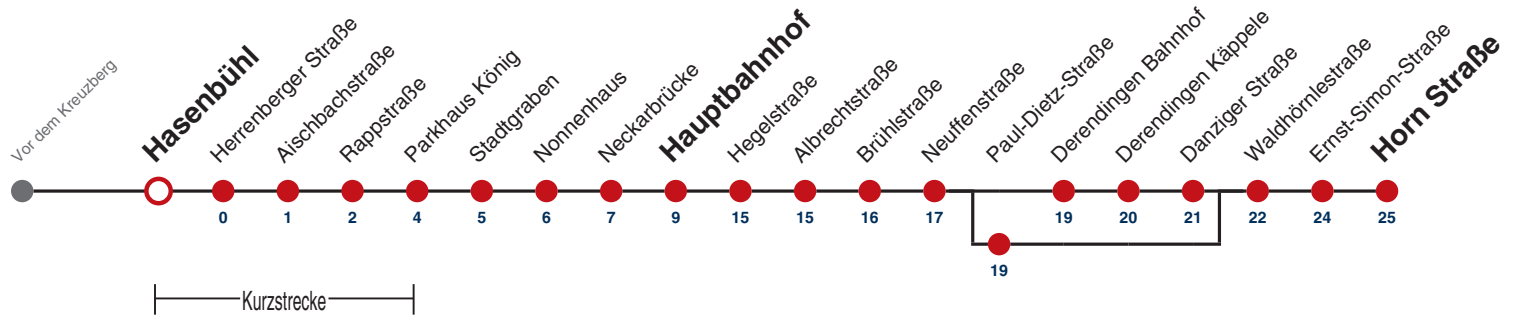 Vor dem Kreuzberg
Hasenbühl
Herrenberger Straße
Aischbachstraße
Rappstraße
Parkhaus König
Stadtgraben
Nonnenhaus
Neckarbrücke
Hauptbahnhof
Hegelstraße
Albrechtstraße
Brühlstraße
Neuffenstraße
Paul-Dietz-Straße
Derendingen Bahnhof
Derendingen Käppele
Danziger Straße
Waldhörnlestraße
Ernst-Simon-Straße
Horn Straße
0 1 2 4 5 6 7 9 15 15 16 17 19 20 21 22 24 25
19
Kurzstrecke